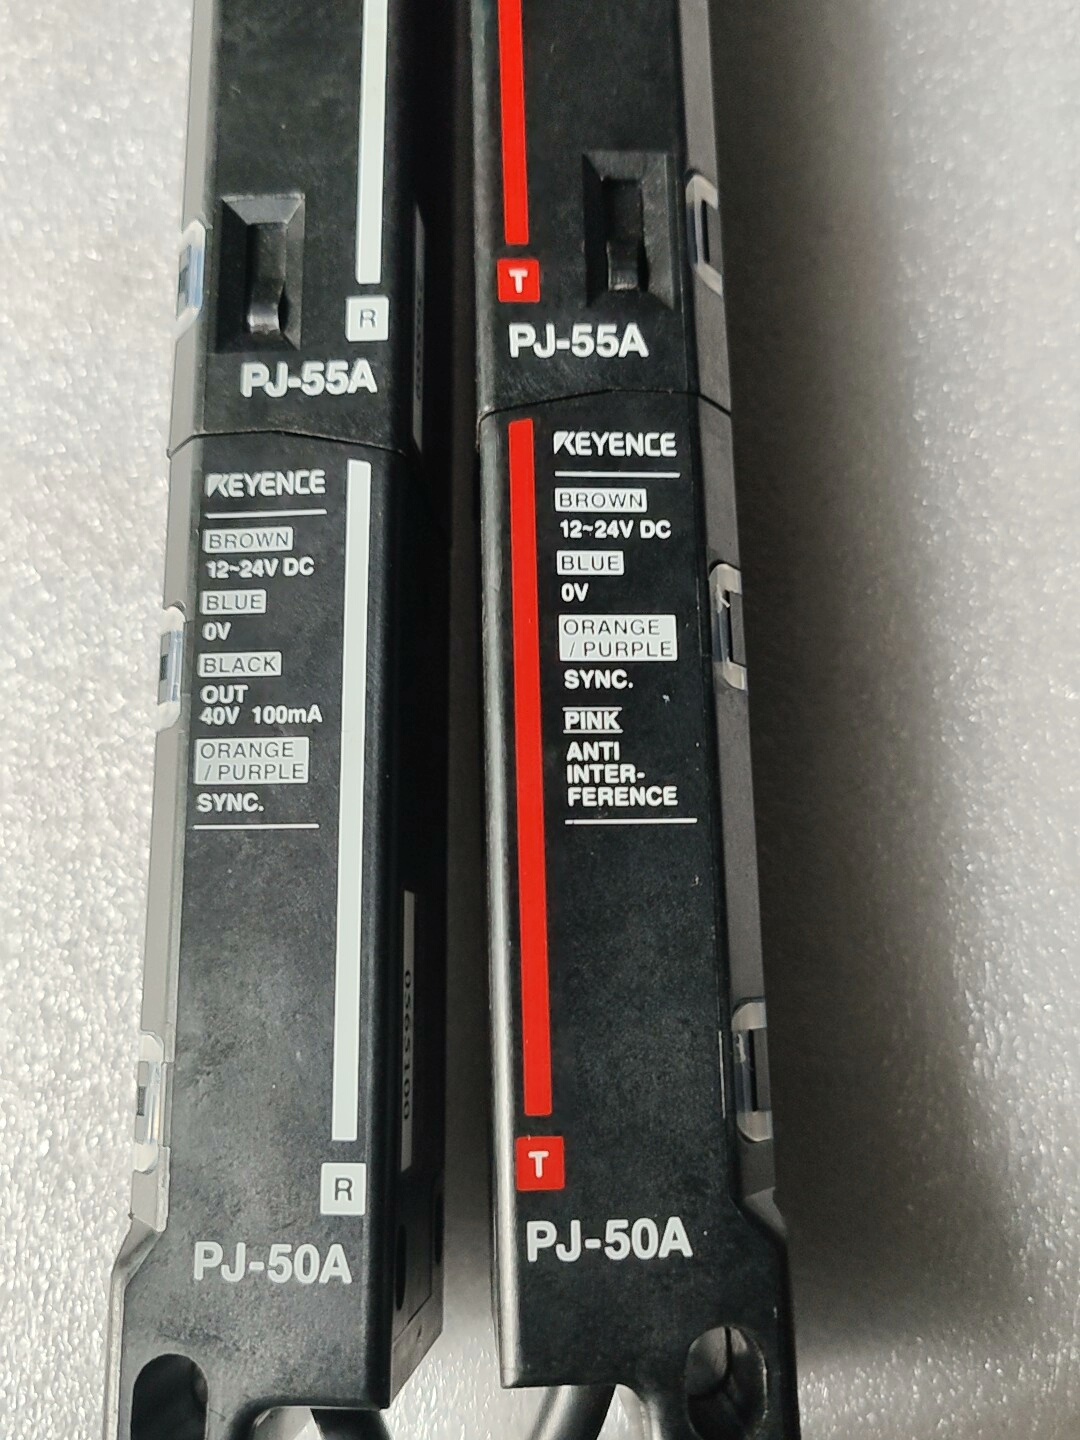 R
PJ-55A
KEYENCE
BROWN
12~24V DC
BLUE
0V
BLACK
OUT
40V 100mA
ORANGE
/ PURPLE
SYNC.
R
PJ-50A
T
PJ-55A
KEYENCE
BROWN
12~24V DC
BLUE
0V
ORANGE
/ PURPLE
SYNC.
PINK
ANTI
INTER-
FERENCE
T
PJ-50A